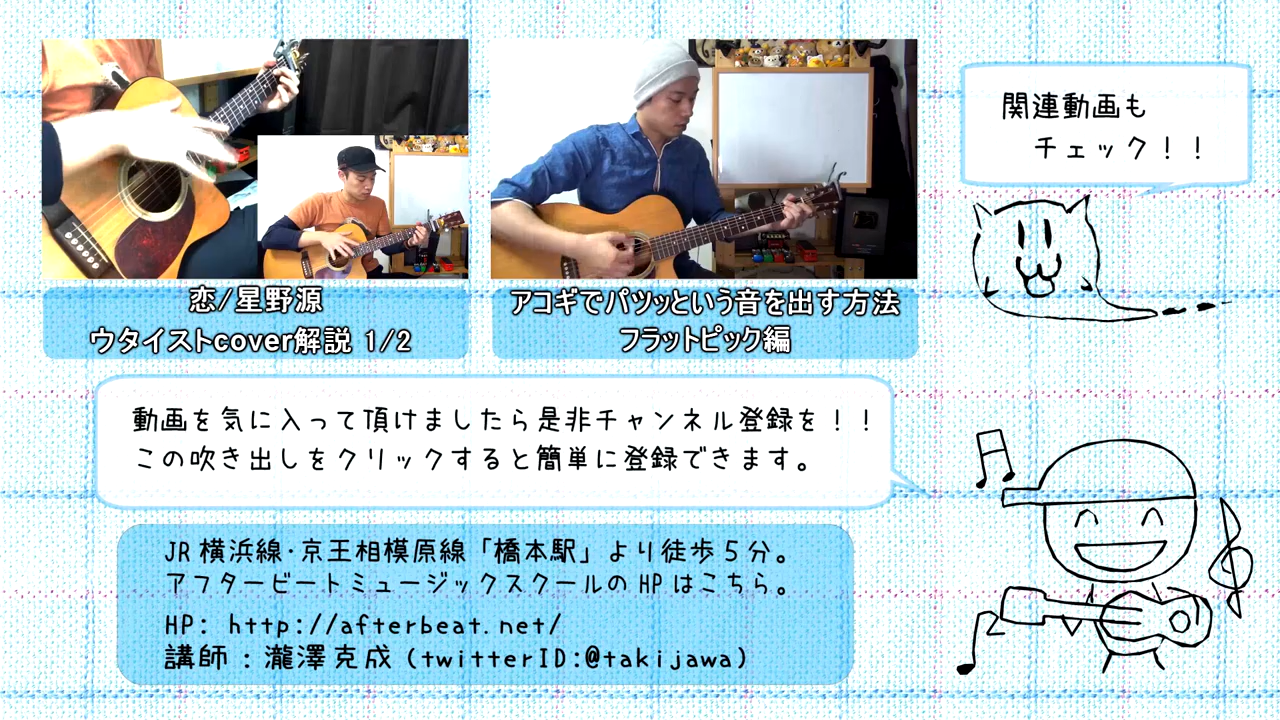 恋/星野源
ウタイストcover解説 1/2
アコギでパツッという音を出す方法
フラットピック編
関連動画も
チェック！！
動画を気に入って頂けましたら是非チャンネル登録を！！
この吹き出しをクリックすると簡単に登録できます。
JR横浜線・京王相模原線「橋本駅」より徒歩5分。
アフタービートミュージックスクールのHPはこちら。
HP: http://afterbeat.net/
講師：瀧澤克成(twitterID:@takijawa)